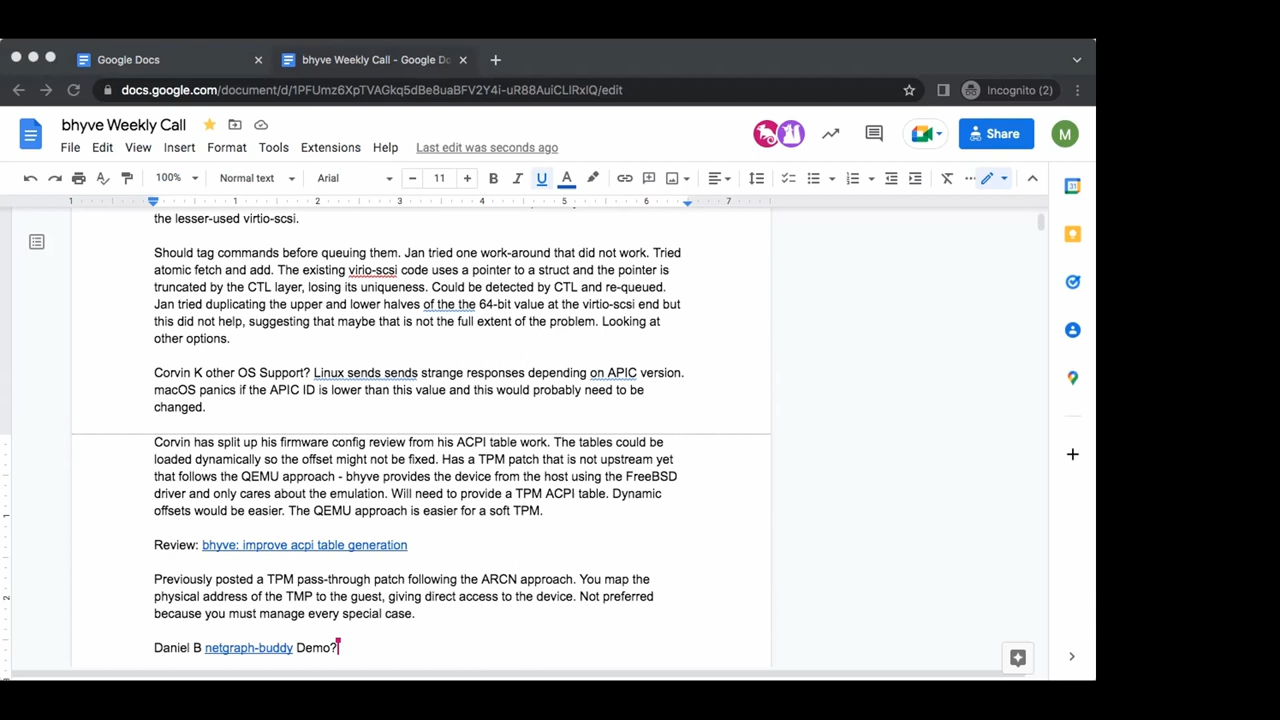 Google Docs
bhyve Weekly Call - Google Do
docs.google.com/document/d/1PFUmz6XpTVAGkq5dBe8uaBFV2Y4i-uR88AuiCLlRxlQ/edit
Incognito (2)
bhyve Weekly Call
File Edit View Insert Format Tools Extensions Help Last edit was seconds ago
Share
M
100% Normal text Arial 11 B I U A
1 1 2 3 4 5 6 7
31
the lesser-used virtio-scsi.
Should tag commands before queuing them. Jan tried one work-around that did not work. Tried
atomic fetch and add. The existing virio-scsi code uses a pointer to a struct and the pointer is
truncated by the CTL layer, losing its uniqueness. Could be detected by CTL and re-queued.
Jan tried duplicating the upper and lower halves of the the 64-bit value at the virtio-scsi end but
this did not help, suggesting that maybe that is not the full extent of the problem. Looking at
other options.
Corvin K other OS Support? Linux sends sends strange responses depending on APIC version.
macOS panics if the APIC ID is lower than this value and this would probably need to be
changed.
Corvin has split up his firmware config review from his ACPI table work. The tables could be
loaded dynamically so the offset might not be fixed. Has a TPM patch that is not upstream yet
that follows the QEMU approach - bhyve provides the device from the host using the FreeBSD
driver and only cares about the emulation. Will need to provide a TPM ACPI table. Dynamic
offsets would be easier. The QEMU approach is easier for a soft TPM.
1
Review: bhyve: improve acpi table generation
Previously posted a TPM pass-through patch following the ARCN approach. You map the
physical address of the TMP to the guest, giving direct access to the device. Not preferred
2
because you must manage every special case.
Daniel B netgraph-buddy Demo?